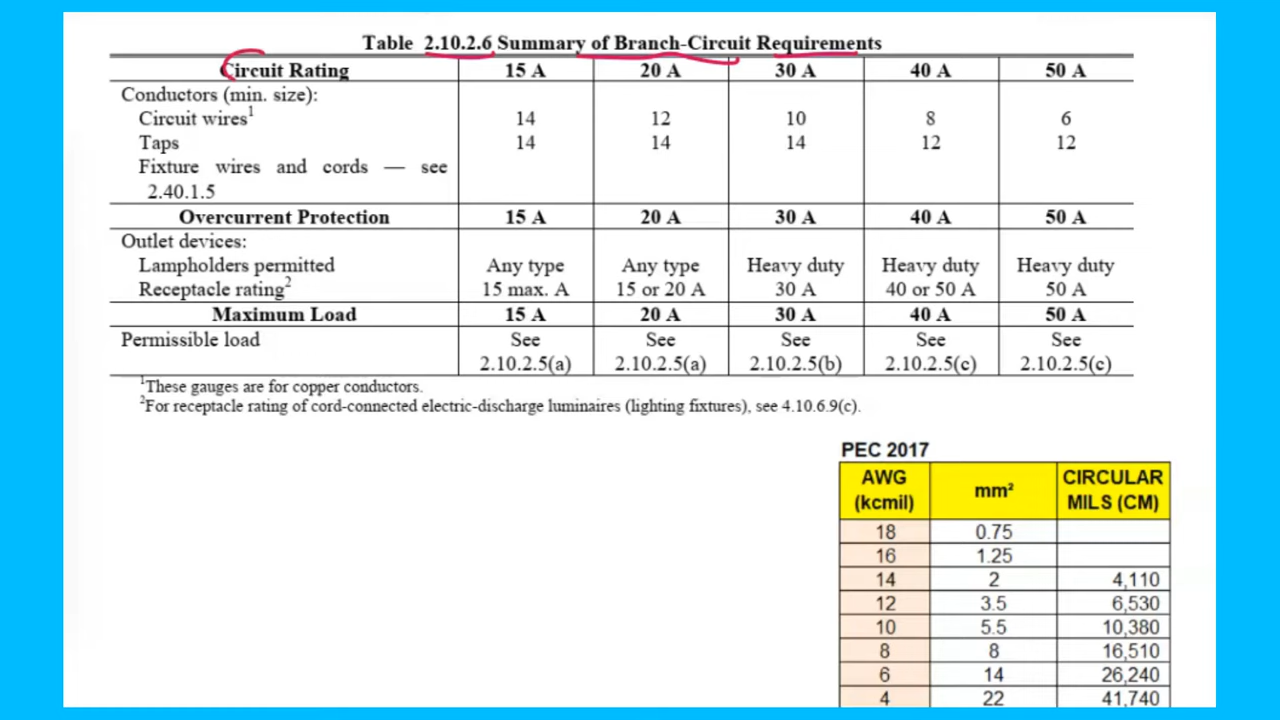 Table 2.10.2.6 Summary of Branch-Circuit Requirements
Circuit Rating 15 A 20 A 30 A 40 A 50 A
Conductors (min. size):
Circuit wires1 14 12 10 8 6
Taps 14 14 14 12 12
Fixture wires and cords — see
2.40.1.5
Overcurrent Protection 15 A 20 A 30 A 40 A 50 A
Outlet devices:
Lampholders permitted Any type Any type Heavy duty Heavy duty Heavy duty
Receptacle rating2 15 max. A 15 or 20 A 30 A 40 or 50 A 50 A
Maximum Load 15 A 20 A 30 A 40 A 50 A
Permissible load See See See See See
2.10.2.5(a) 2.10.2.5(a) 2.10.2.5(b) 2.10.2.5(c) 2.10.2.5(c)
1These gauges are for copper conductors.
2For receptacle rating of cord-connected electric-discharge luminaires (lighting fixtures), see 4.10.6.9(c).
PEC 2017
AWG (kcmil) mm² CIRCULAR MILS (CM)
18 0.75
16 1.25
14 2 4,110
12 3.5 6,530
10 5.5 10,380
8 8 16,510
6 14 26,240
4 22 41,740